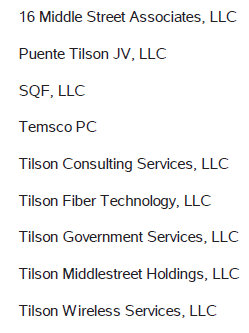 16 Middle Street Associates, LLC
Puente Tilson JV, LLC
SQF, LLC
Temsco PC
Tilson Consulting Services, LLC
Tilson Fiber Technology, LLC
Tilson Government Services, LLC
Tilson Middlestreet Holdings, LLC
Tilson Wireless Services, LLC